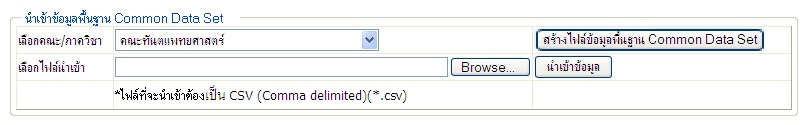 นำเข้าข้อมูลพื้นฐาน Common Data Set
เลือกคณะ/ภาควิชา คณะทันตแพทยศาสตร์ สร้างไฟล์ข้อมูลพื้นฐาน Common Data Set
เลือกไฟล์นำเข้า Browse... นำเข้าข้อมูล
*ไฟล์ที่จะนำเข้าต้องเป็น CSV (Comma delimited)(*.csv)